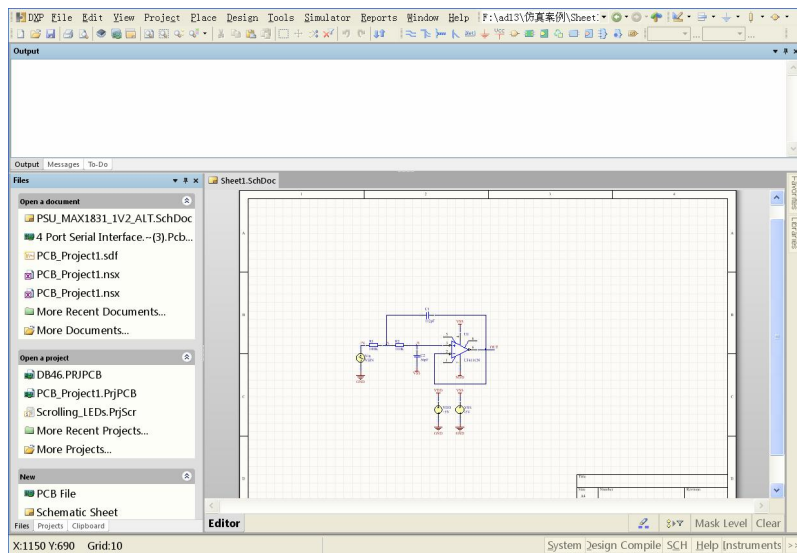 DXP File Edit View Project Place Design Tools Simulator Reports Window Help F:\ad13\仿真案例\Sheet:
Output
Output Messages To-Do
Files
Sheet1.SchDoc
Favorites
Libraries
Open a document
PSU_MAX1831_1V2_ALT.SchDoc
4 Port Serial Interface.~(3).Pcb...
PCB_Project1.sdf
PCB_Project1.nsx
PCB_Project1.nsx
More Recent Documents...
More Documents...
Open a project
DB46.PRJPCB
PCB_Project1.PrjPCB
Scrolling_LEDs.PrjScr
More Recent Projects...
More Projects...
New
PCB File
Schematic Sheet
Files Projects Clipboard
Editor
Mask Level Clear
X:1150 Y:690 Grid:10
System Design Compile SCH Help Instruments >>